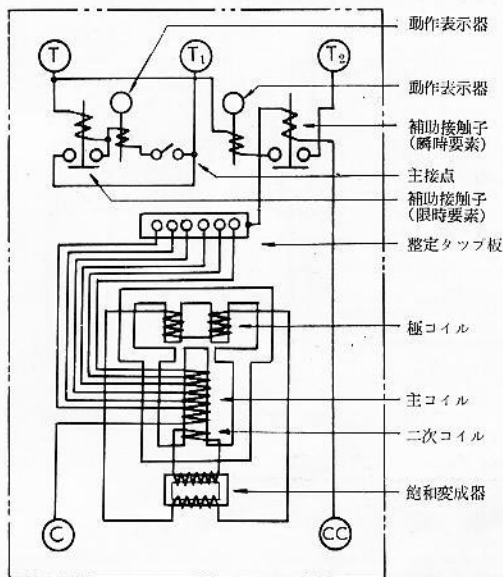 T
T₁
T₂
動作表示器
動作表示器
補助接触子
(瞬時要素)
主接点
補助接触子
(限時要素)
整定タップ板
極コイル
主コイル
二次コイル
飽和変成器
C
CC